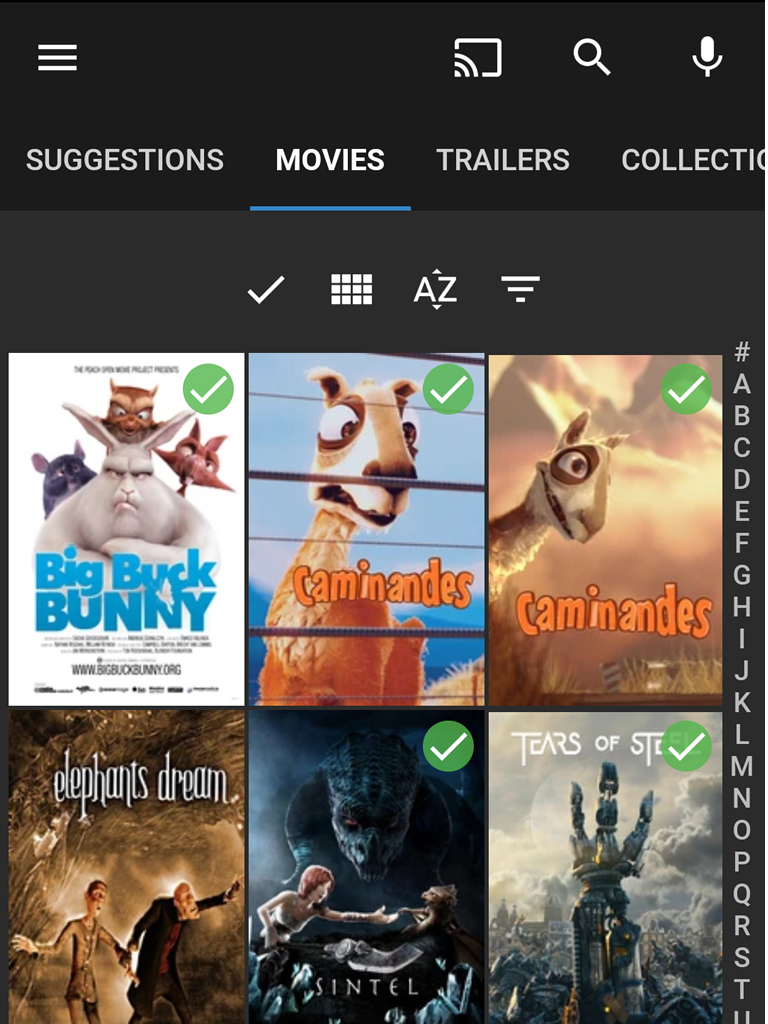 SUGGESTIONS MOVIES TRAILERS COLLECTIO
AZ
THE PEACH OPEN MOVIE PROJECT PRESENTS
Big Buck
BUNNY
WWW.BIGBUCKBUNNY.ORG
Caminandes
Caminandes
elephants dream
SINTEL
TEARS OF STEEL
#
A
B
C
D
E
F
G
H
I
J
K
L
M
N
O
P
Q
R
S
T
U